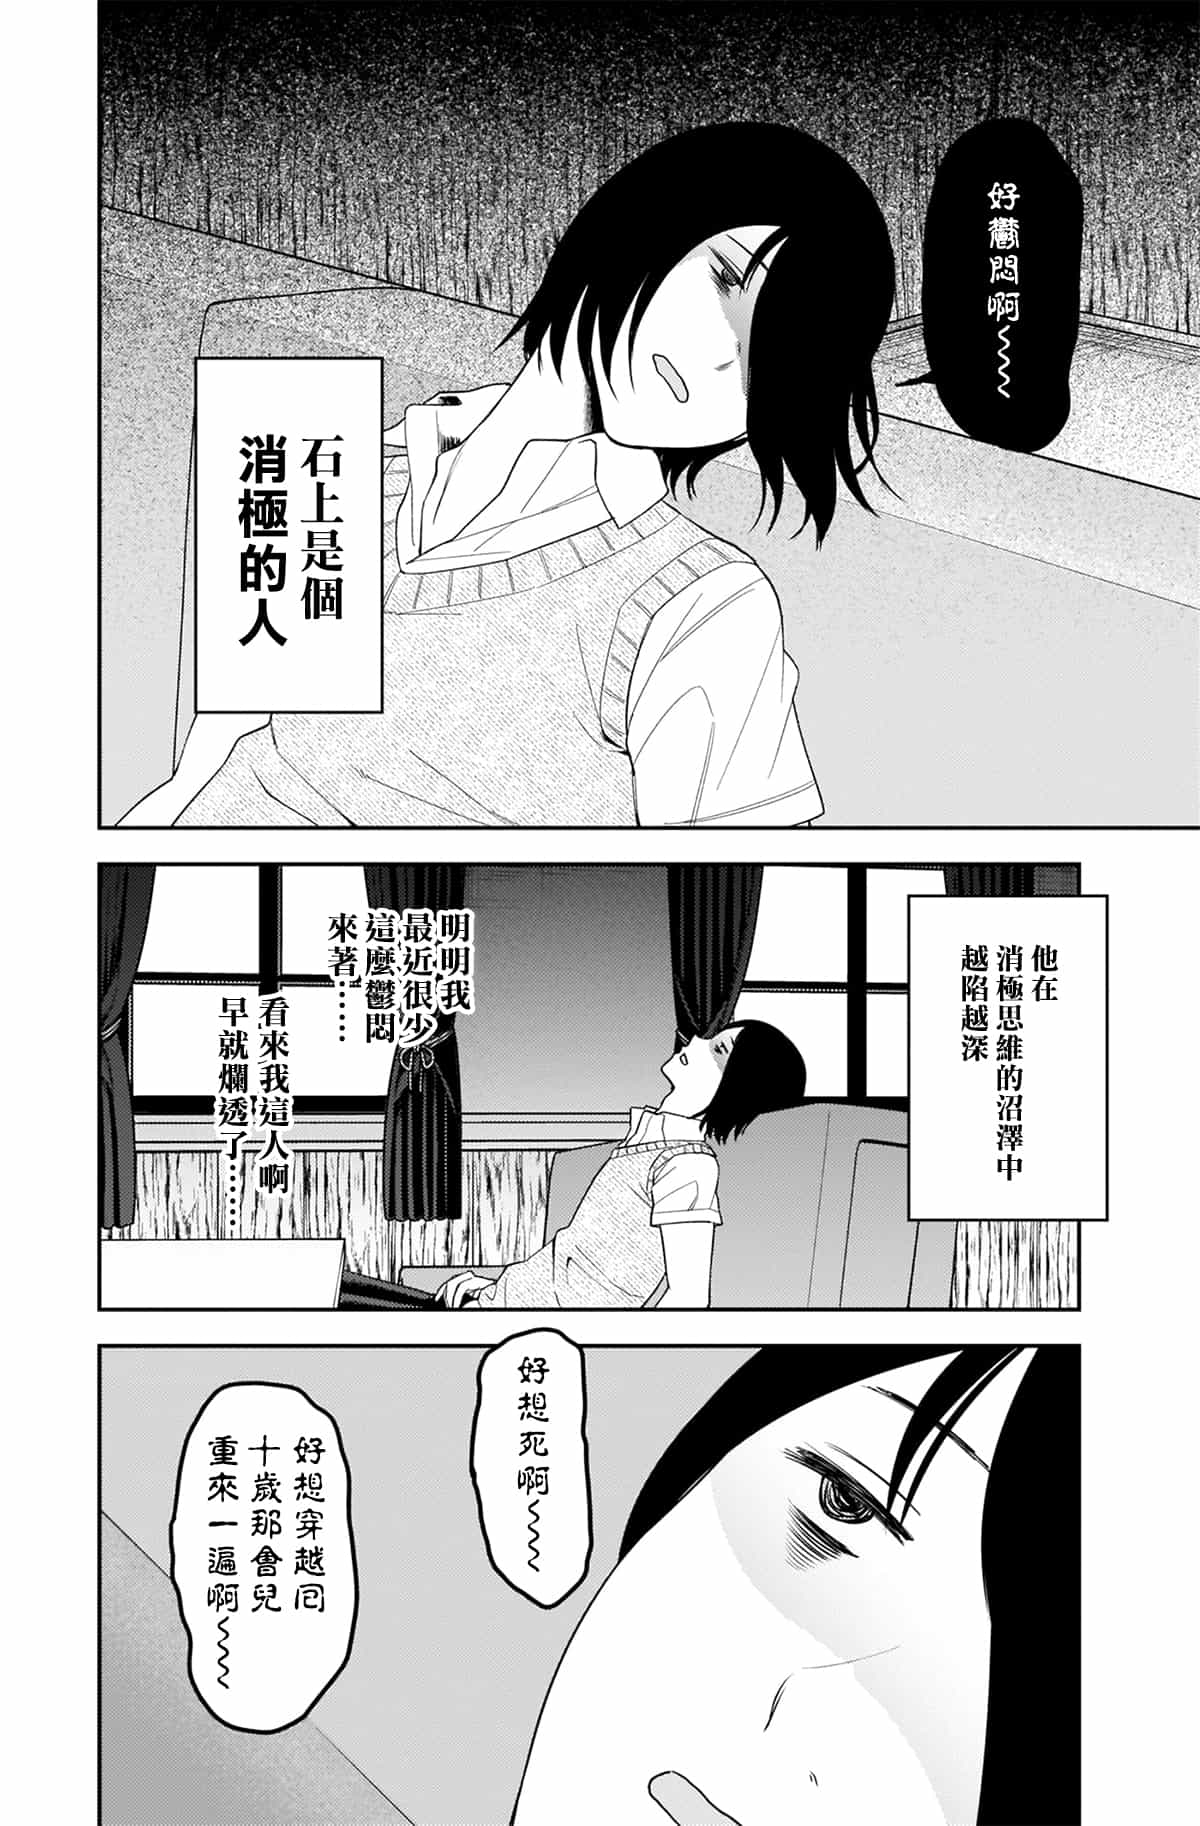 好鬱悶啊～
石上是個
消極的人
他在
消極思維的沼澤中
越陷越深
明明我
最近很少
這麼鬱悶
來著……
看來我這人啊
早就爛透了……
好想死啊～
好想穿越回
十歲那會兒
重來一遍啊～